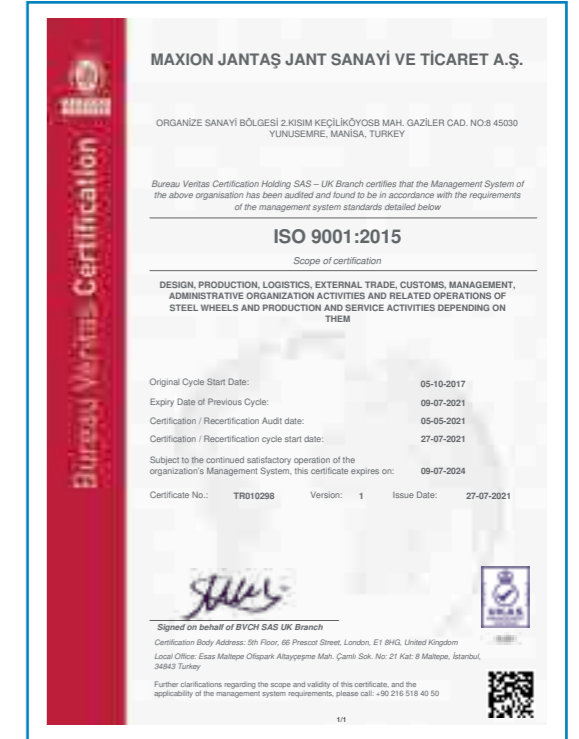 MAXION JANTAŞ JANT SANAYİ VE TİCARET A.Ş.
ORGANİZE SANAYİ BÖLGESİ 2.KISIM KEÇİLİKÖYOSB MAH. GAZİLER CAD. NO:8 45030
YUNUSEMRE, MANİSA, TURKEY
Bureau Veritas Certification Holding SAS – UK Branch certifies that the Management System of
the above organisation has been audited and found to be in accordance with the requirements
of the management system standards detailed below
ISO 9001:2015
Scope of certification
DESIGN, PRODUCTION, LOGISTICS, EXTERNAL TRADE, CUSTOMS, MANAGEMENT,
ADMINISTRATIVE ORGANIZATION ACTIVITIES AND RELATED OPERATIONS OF
STEEL WHEELS AND PRODUCTION AND SERVICE ACTIVITIES DEPENDING ON
THEM
Original Cycle Start Date: 05-10-2017
Expiry Date of Previous Cycle: 09-07-2021
Certification / Recertification Audit date: 05-05-2021
Certification / Recertification cycle start date: 27-07-2021
Subject to the continued satisfactory operation of the
organization's Management System, this certificate expires on: 09-07-2024
Certificate No.: TR010298 Version: 1 Issue Date: 27-07-2021
Signed on behalf of BVCH SAS UK Branch
Certification Body Address: 5th Floor, 66 Prescot Street, London, E1 8HG, United Kingdom
Local Office: Esas Maltepe Ofispark Altayçeşme Mah. Çamlı Sok. No: 21 Kat: 8 Maltepe, İstanbul,
34843 Turkey
Further clarifications regarding the scope and validity of this certificate, and the
applicability of the management system requirements, please call: +90 216 518 40 50
1/1
Bureau Veritas Certification
UKAS